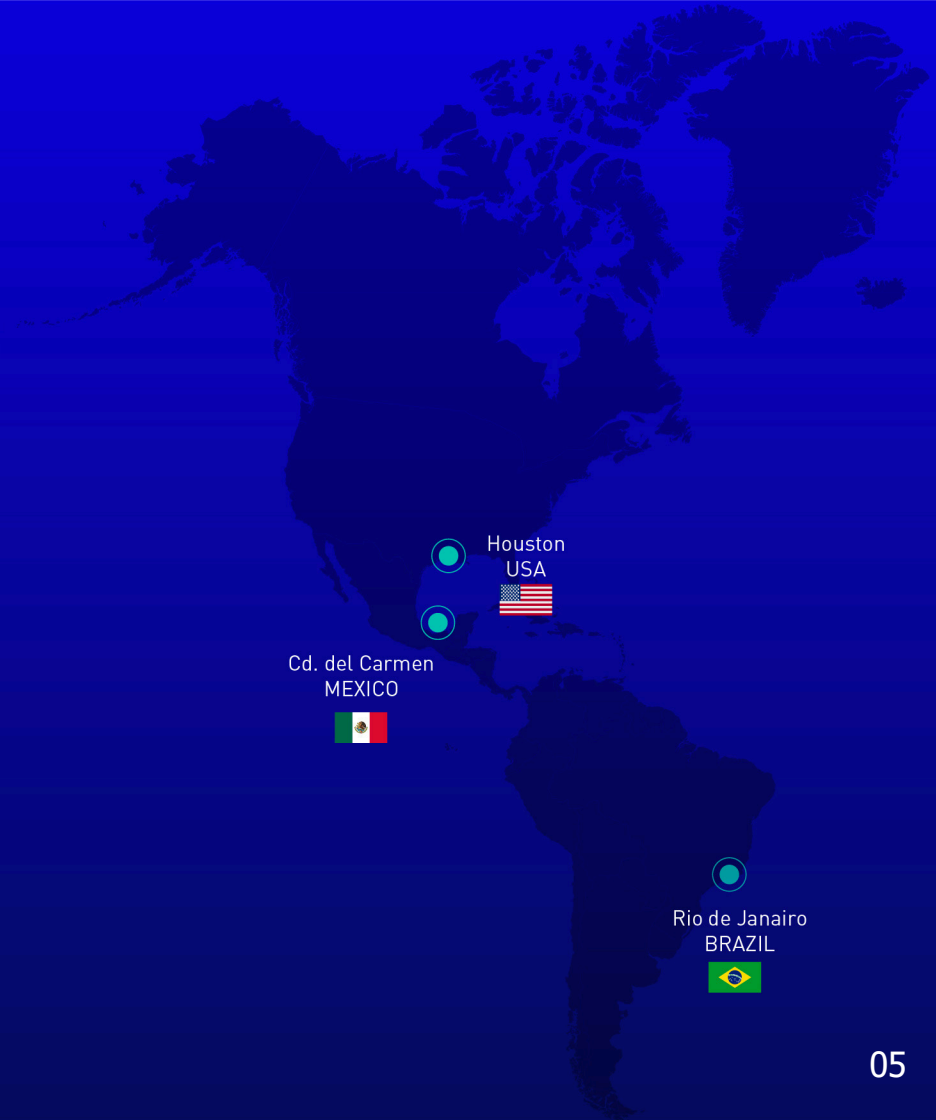 Houston
USA
Cd. del Carmen
MEXICO
Rio de Janairo
BRAZIL
05